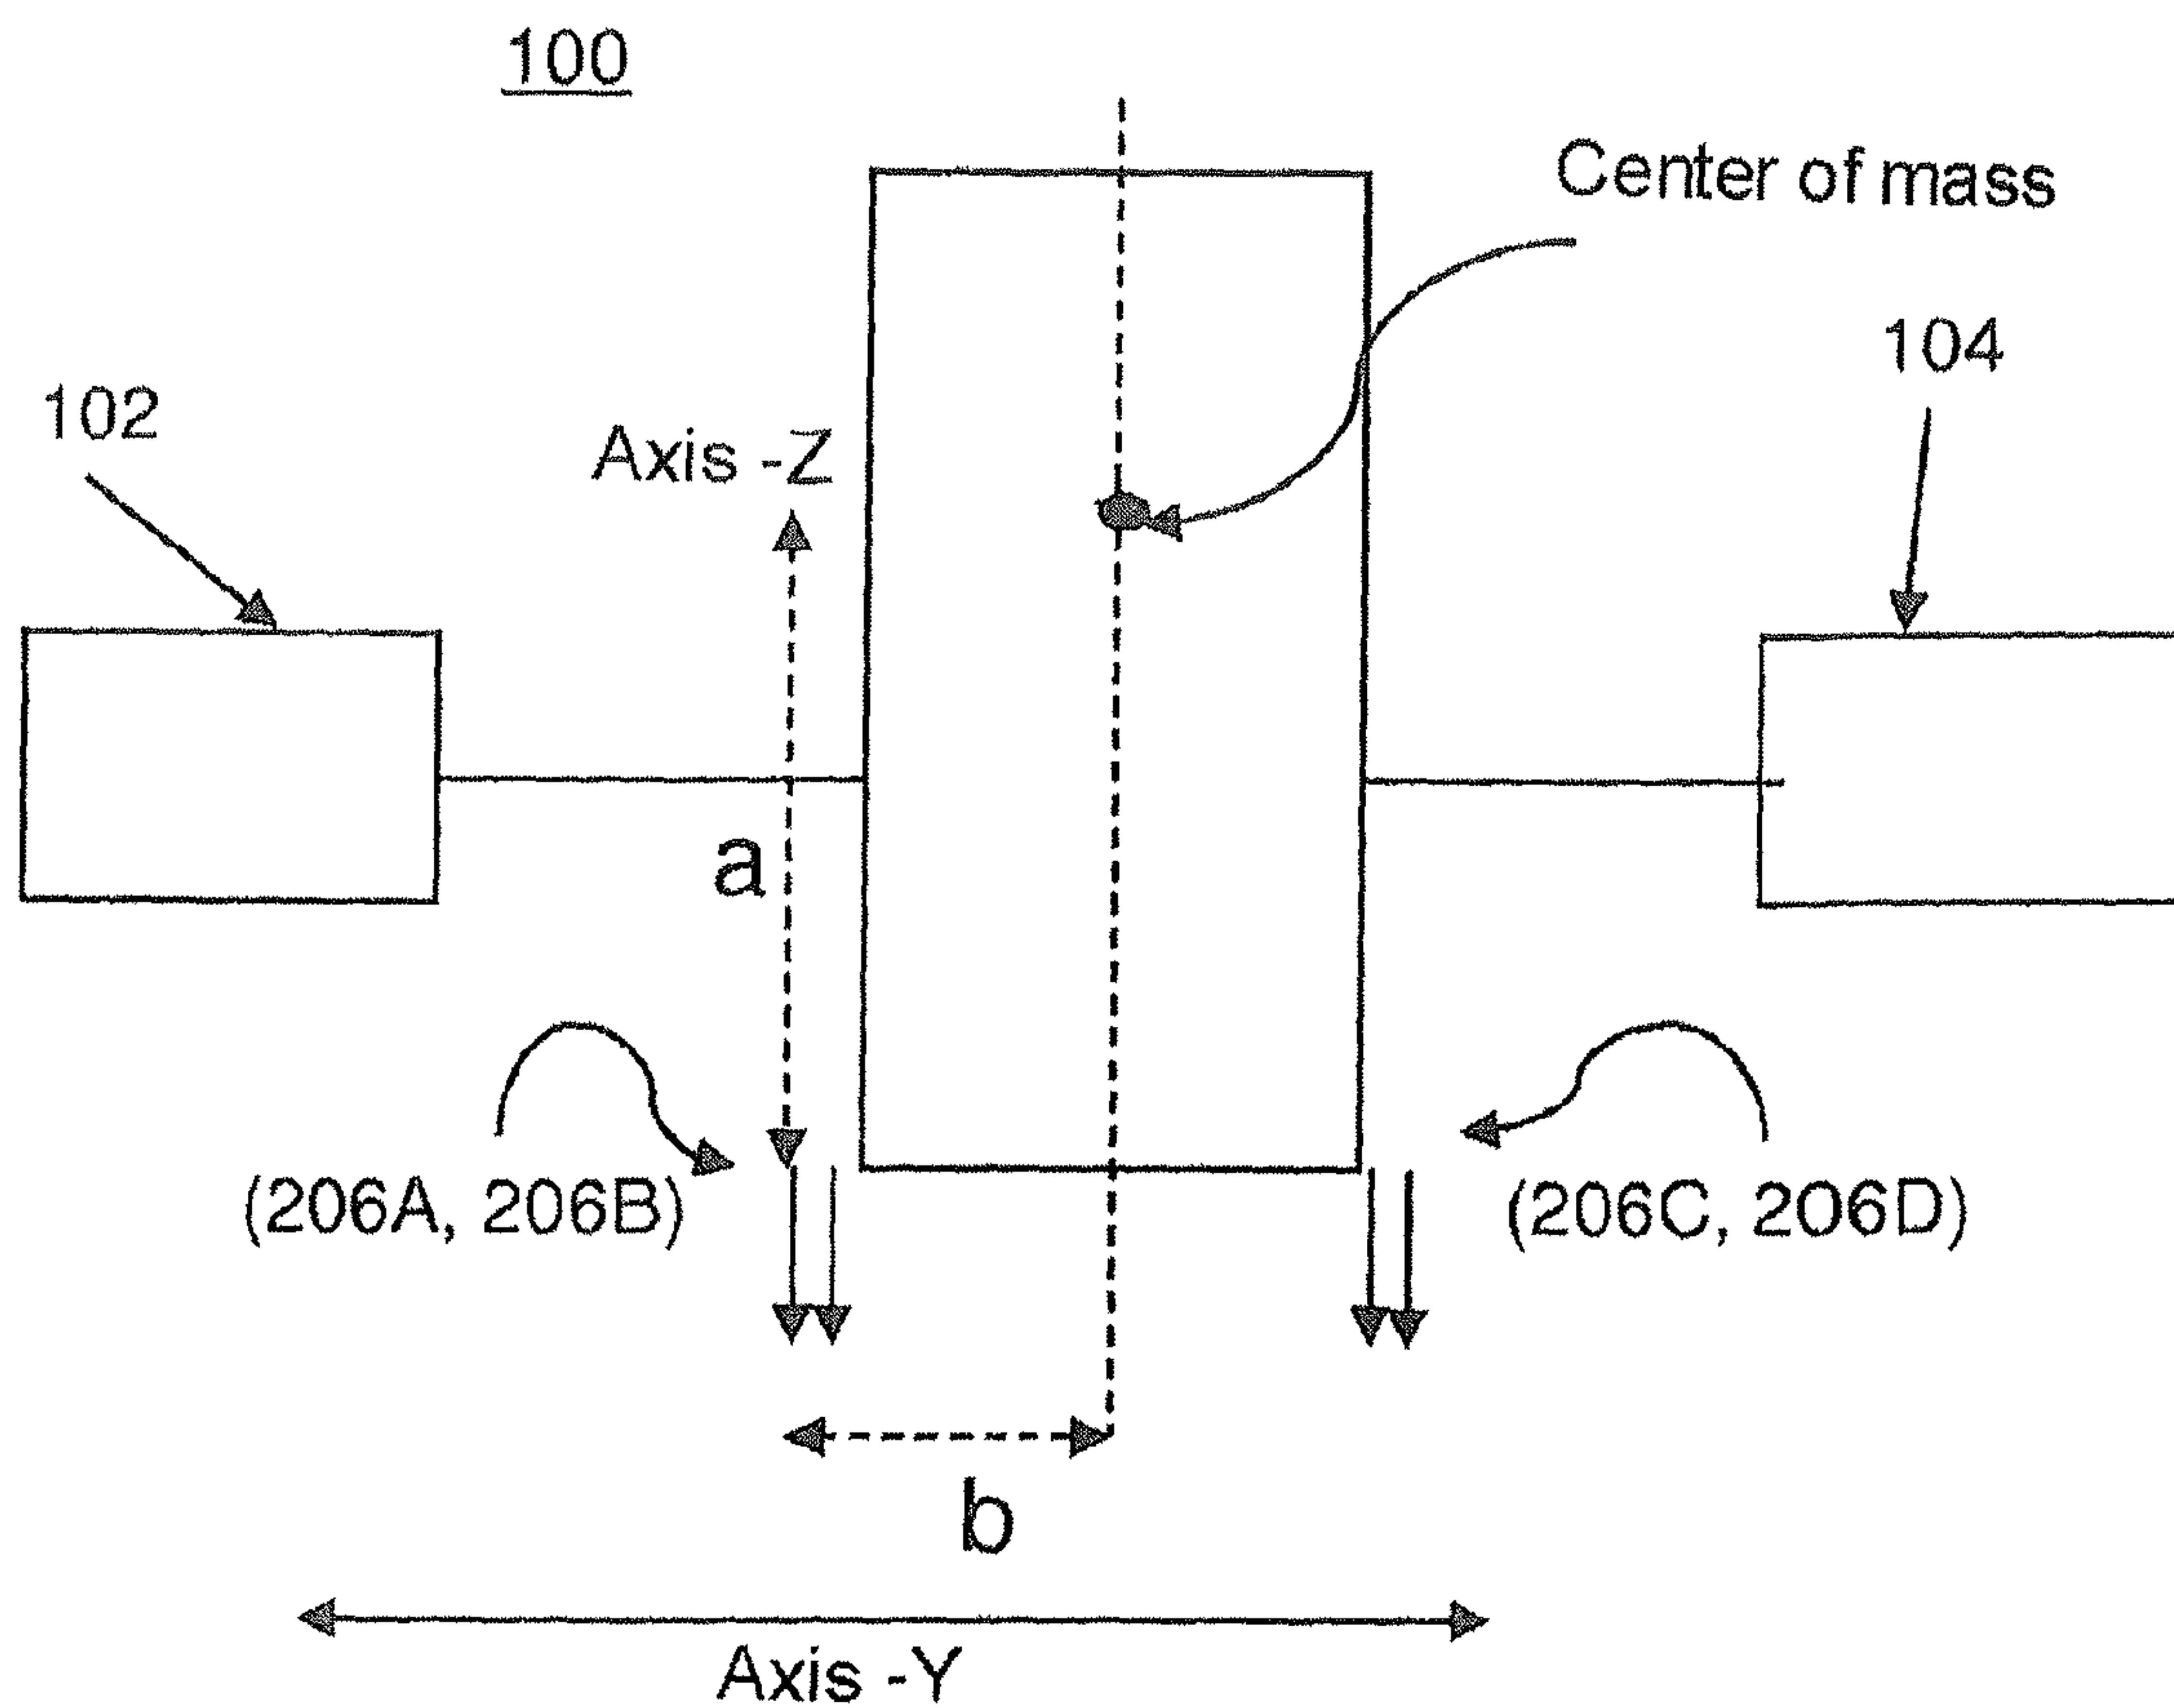 100
Center of mass
104
102
Axis -Z
a
(206A, 206B)
(206C, 206D)
b
Axis -Y